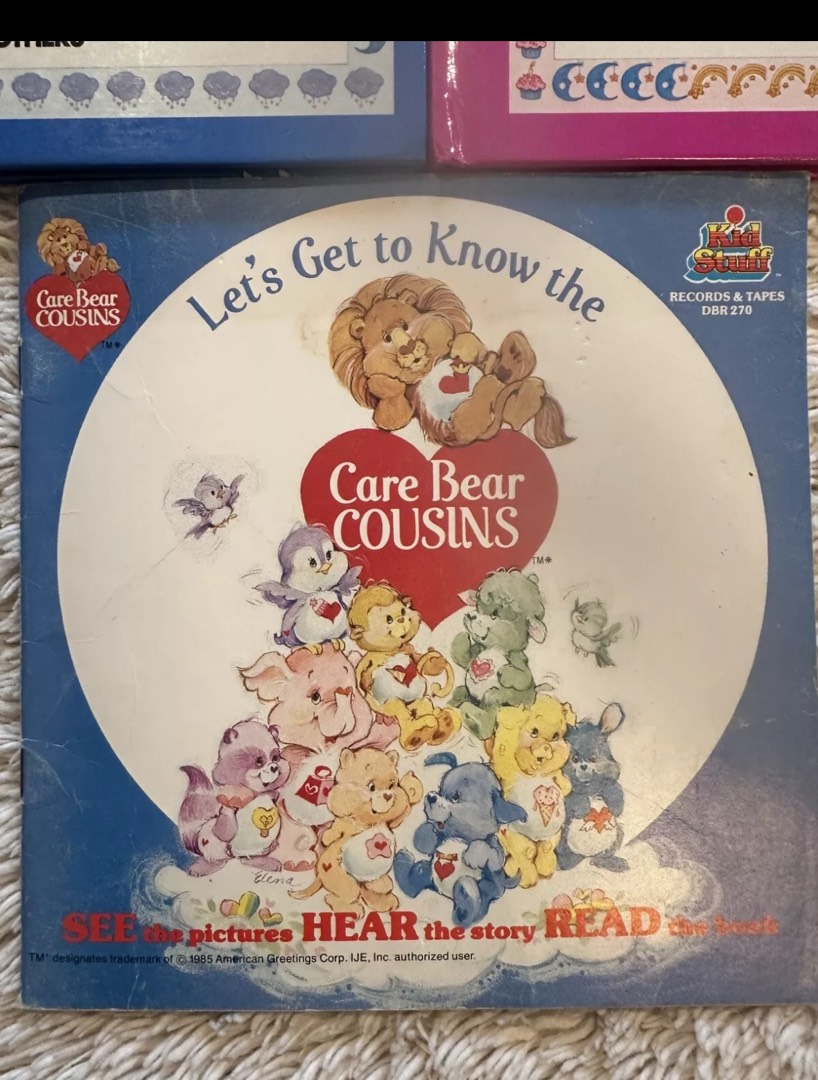 Let's Get to Know the
Care Bear
COUSINS
TM*
Kid
Stuff
RECORDS & TAPES
DBR 270
Care Bear
COUSINS
TM*
Elena
SEE the pictures HEAR the story READ the book
TM* designates trademark of © 1985 American Greetings Corp. IJE, Inc. authorized user.